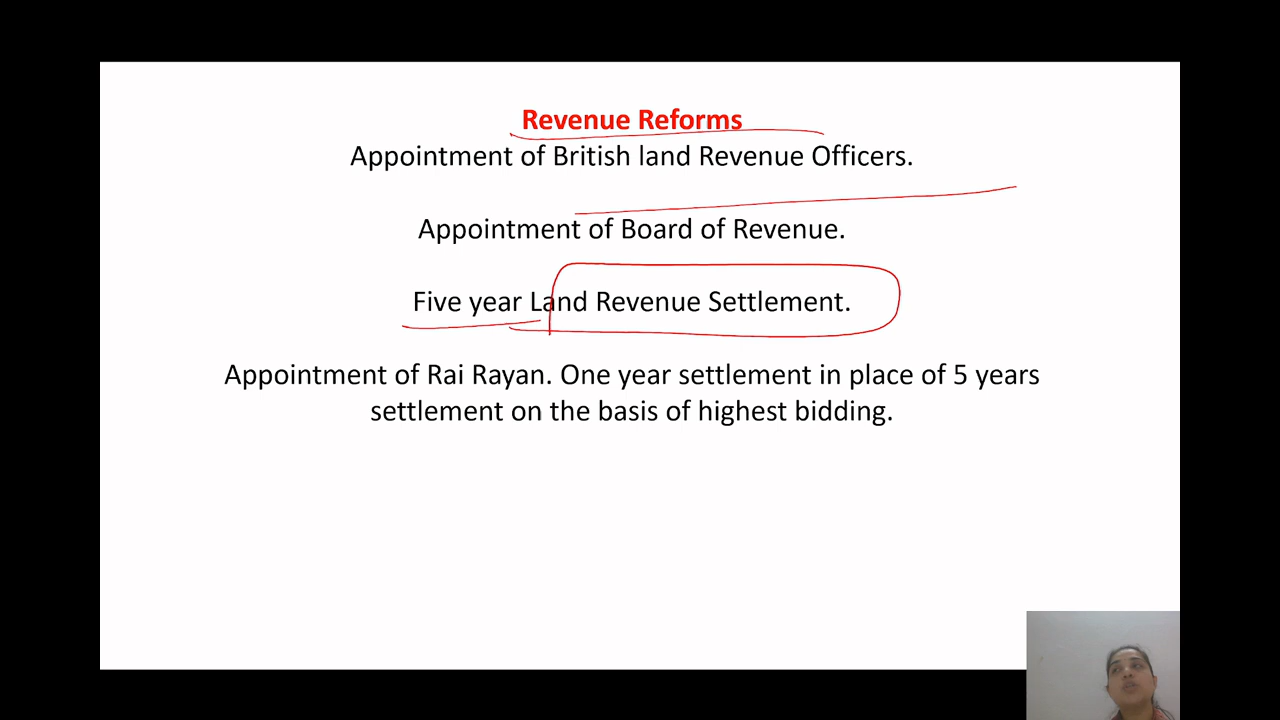 Revenue Reforms
Appointment of British land Revenue Officers.
Appointment of Board of Revenue.
Five year Land Revenue Settlement.
Appointment of Rai Rayan. One year settlement in place of 5 years
settlement on the basis of highest bidding.